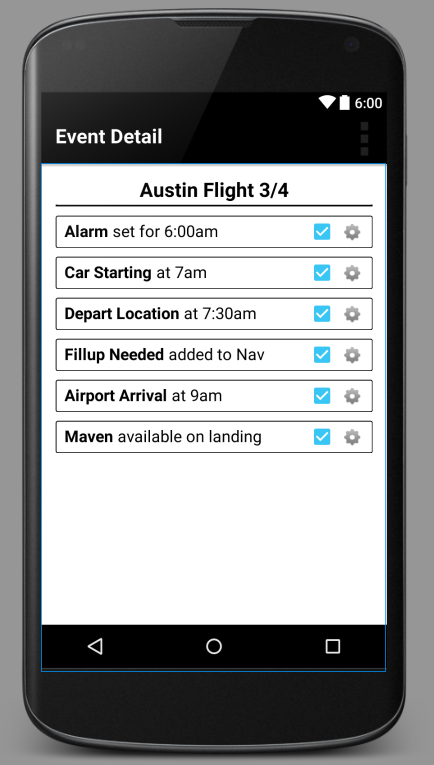 6:00
Event Detail
Austin Flight 3/4
Alarm set for 6:00am
Car Starting at 7am
Depart Location at 7:30am
Fillup Needed added to Nav
Airport Arrival at 9am
Maven available on landing